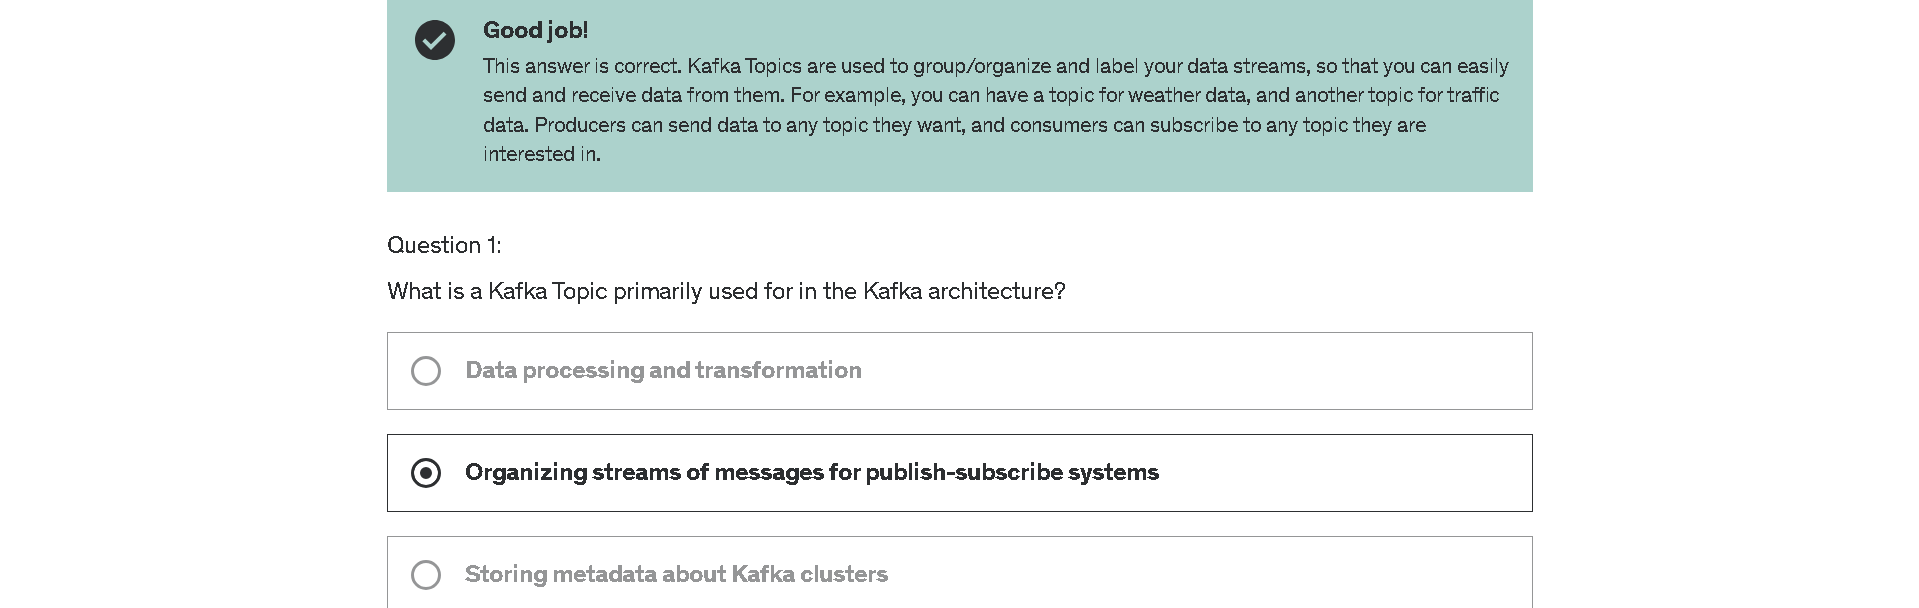 Good job!
This answer is correct. Kafka Topics are used to group/organize and label your data streams, so that you can easily
send and receive data from them. For example, you can have a topic for weather data, and another topic for traffic
data. Producers can send data to any topic they want, and consumers can subscribe to any topic they are
interested in.
Question 1:
What is a Kafka Topic primarily used for in the Kafka architecture?
Data processing and transformation
Organizing streams of messages for publish-subscribe systems
Storing metadata about Kafka clusters